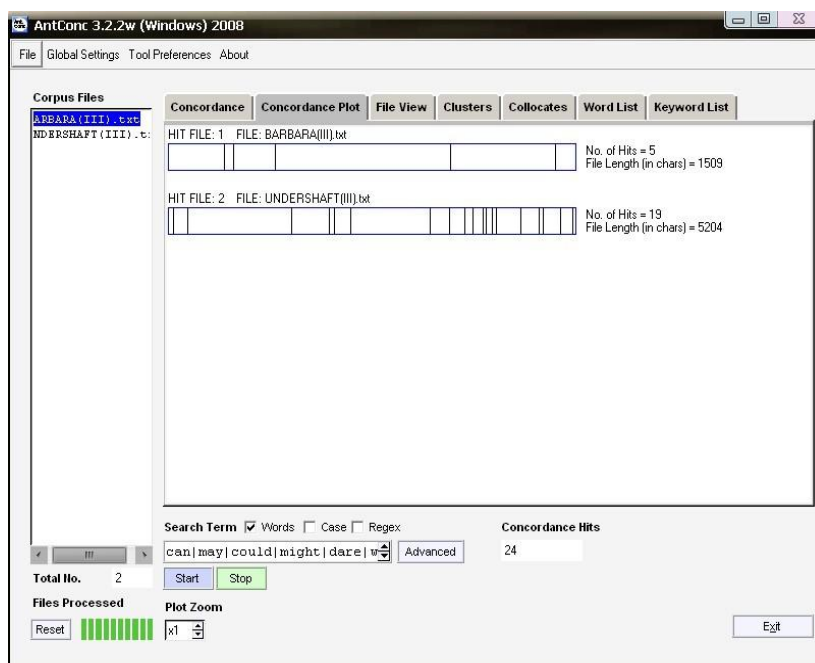 AntConc 3.2.2w (Windows) 2008
File Global Settings Tool Preferences About
Corpus Files
ARBARA(III).txt
NDERSHAFT(III).t
Concordance Concordance Plot File View Clusters Collocates Word List Keyword List
HIT FILE: 1 FILE: BARBARA(III).txt
No. of Hits = 5
File Length (in chars) = 1509
HIT FILE: 2 FILE: UNDERSHAFT(III).txt
No. of Hits = 19
File Length (in chars) = 5204
Search Term Words Case Regex
Concordance Hits
can|may|could|might|dare|w
Advanced
24
Total No. 2
Start Stop
Files Processed
Plot Zoom
Reset
x1
Exit